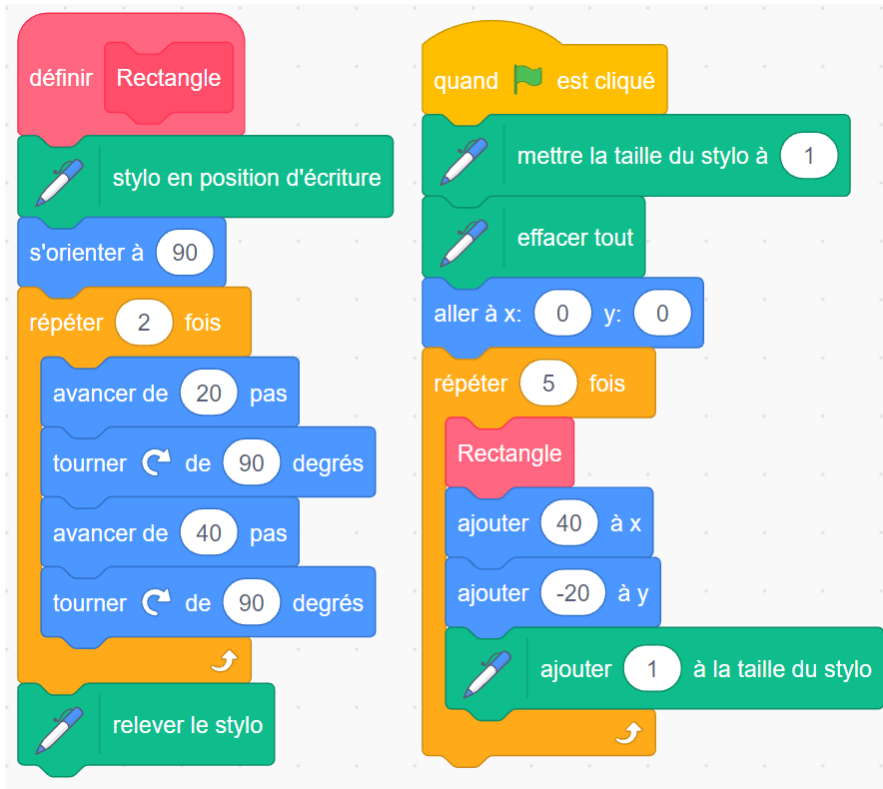 définir Rectangle
stylo en position d'écriture
s'orienter à 90
répéter 2 fois
avancer de 20 pas
tourner de 90 degrés
avancer de 40 pas
tourner de 90 degrés
relever le stylo
quand est cliqué
mettre la taille du stylo à 1
effacer tout
aller à x: 0 y: 0
répéter 5 fois
Rectangle
ajouter 40 à x
ajouter -20 à y
ajouter 1 à la taille du stylo